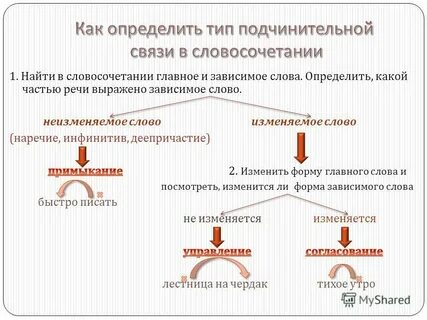 Как определить тип подчинительной
связи в словосочетании
1. Найти в словосочетании главное и зависимое слова. Определить, какой
частью речи выражено зависимое слово.
неизменяемое слово
изменяемое слово
(наречие, инфинитив, деепричастие)
примыкание
быстро писать
2. Изменить форму главного слова и
посмотреть, изменится ли форма зависимого слова
не изменяется
изменяется
управление
согласование
лестница на чердак
тихое утро
MyShared